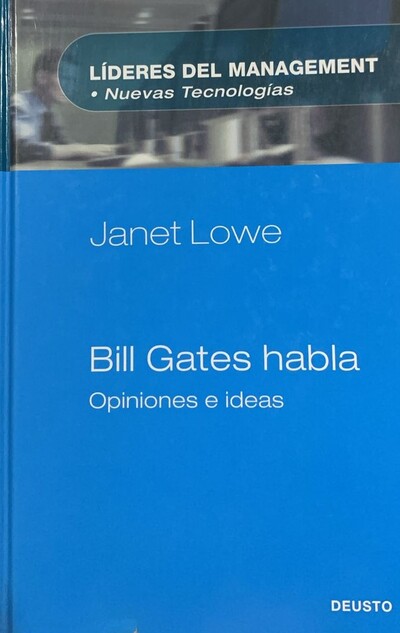 LÍDERES DEL MANAGEMENT
• Nuevas Tecnologías
Janet Lowe
Bill Gates habla
Opiniones e ideas
DEUSTO